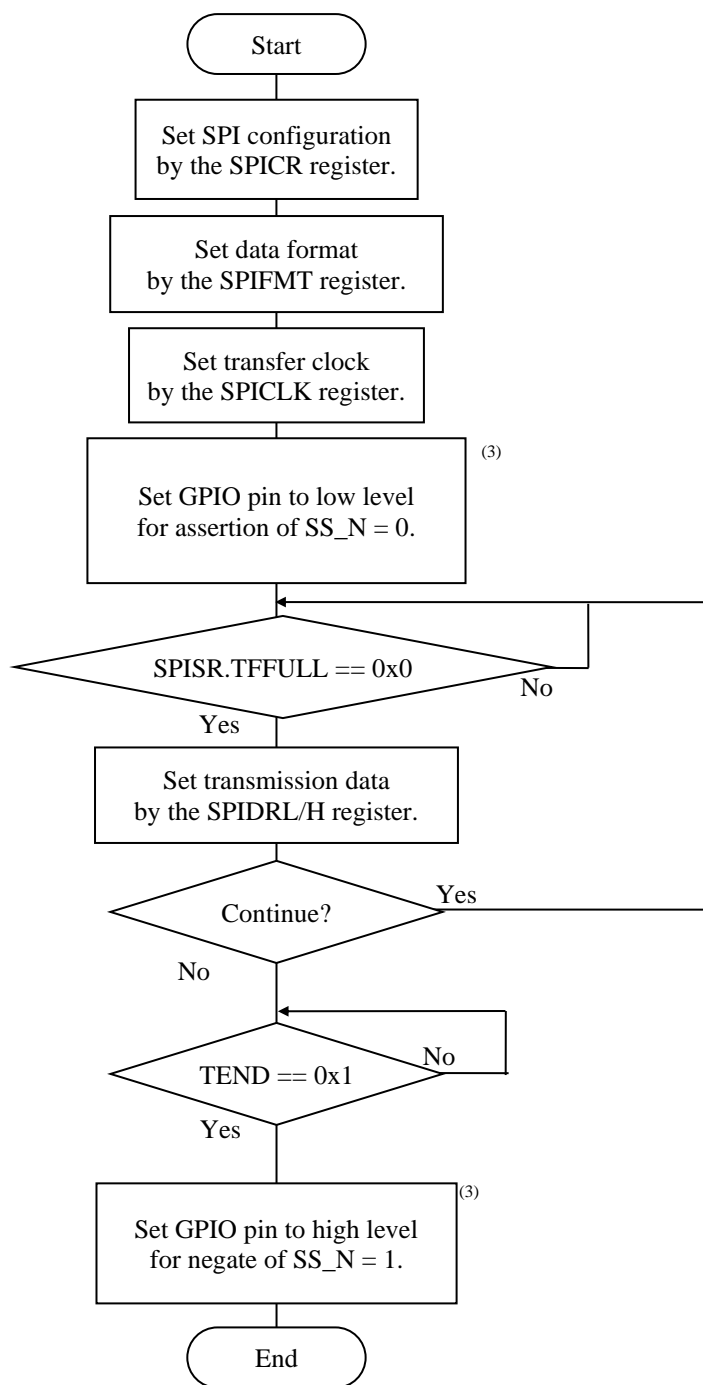 Start
Set SPI configuration
by the SPICR register.
Set data format
by the SPIFMT register.
Set transfer clock
by the SPICLK register.
(3)
Set GPIO pin to low level
for assertion of SS_N = 0.
SPISR.TFFULL == 0x0
No
Yes
Set transmission data
by the SPIDRL/H register.
Yes
Continue?
No
No
TEND == 0x1
Yes
(3)
Set GPIO pin to high level
for negate of SS_N = 1.
End